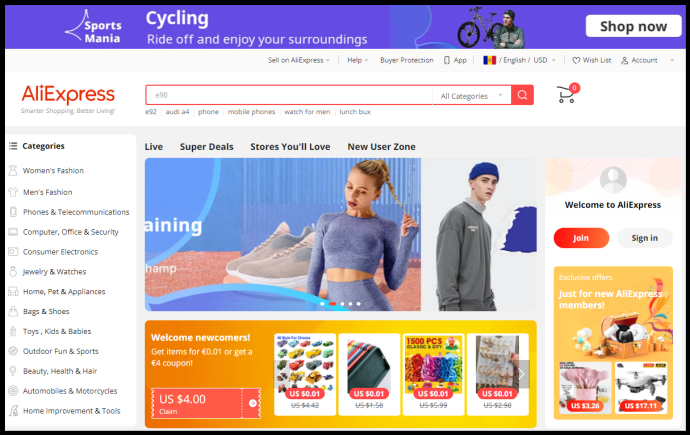 Sports
Mania
Cycling
Ride off and enjoy your surroundings
Shop now
Sell on AliExpress
Help
Buyer Protection
App
/ English / USD
Wish List
Account
AliExpress
Smarter Shopping, Better Living!
e90
All Categories
0
e92
audi a4
phone
mobile phones
watch for men
lunch bux
Categories
Live
Super Deals
Stores You'll Love
New User Zone
Women's Fashion
Men's Fashion
Phones & Telecommunications
Computer, Office & Security
Consumer Electronics
Jewelry & Watches
Home, Pet & Appliances
Bags & Shoes
Toys , Kids & Babies
Outdoor Fun & Sports
Beauty, Health & Hair
Automobiles & Motorcycles
Home Improvement & Tools
aining
hamp
Welcome to AliExpress
Join
Sign in
Exclusive offers
Just for new AliExpress
members!
US $3.26
US $17.11
Welcome newcomers!
Get items for €0.01 or get a
€4 coupon!
US $4.00
Claim
US $0.01
US $4.42
US $0.01
US $1.58
1500 PCS
CLASSIC & CITY
US $0.01
US $5.99
US $0.01
US $2.98